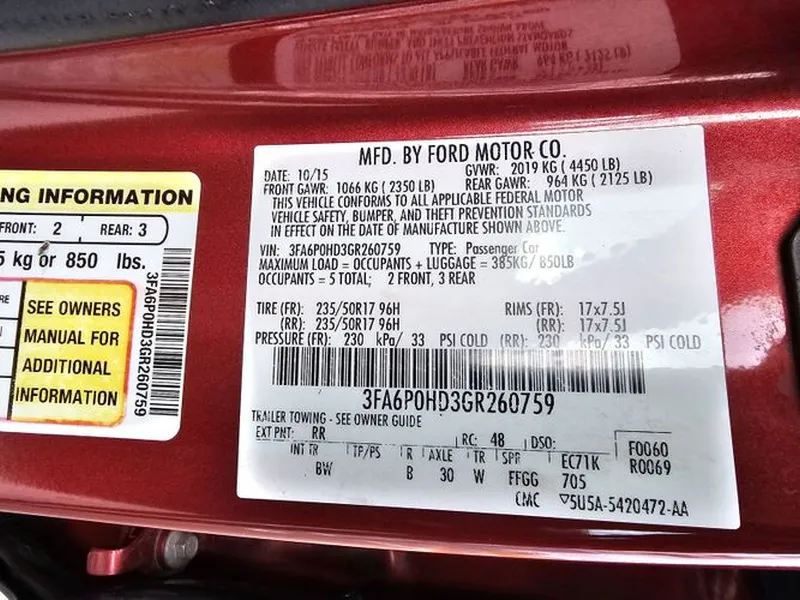 MFD. BY FORD MOTOR CO.
DATE: 10/15
GVWR: 2019 KG ( 4450 LB)
FRONT GAWR: 1066 KG ( 2350 LB)
REAR GAWR: 964 KG ( 2125 LB)
THIS VEHICLE CONFORMS TO ALL APPLICABLE FEDERAL MOTOR
VEHICLE SAFETY, BUMPER, AND THEFT PREVENTION STANDARDS
IN EFFECT ON THE DATE OF MANUFACTURE SHOWN ABOVE.
VIN: 3FA6P0HD3GR260759 TYPE: Passenger Car
MAXIMUM LOAD = OCCUPANTS + LUGGAGE = 385KG/ 850LB
OCCUPANTS = 5 TOTAL: 2 FRONT, 3 REAR
TIRE (FR): 235/50R17 96H RIMS (FR): 17x7.5J
(RR): 235/50R17 96H (RR): 17x7.5J
PRESSURE (FR): 230 kPa/ 33 PSI COLD (RR): 230 kPa/ 33 PSI COLD
3FA6P0HD3GR260759
TRAILER TOWING - SEE OWNER GUIDE
EXT PNT: RR RC: 48 DSO: F0060
INT TR TP/PS R AXLE TR SPR EC71K R0069
BW B 30 W FFGG 705
CMC ▽5U5A-5420472-AA
NG INFORMATION
FRONT: 2 REAR: 3
5 kg or 850 lbs.
SEE OWNERS
MANUAL FOR
ADDITIONAL
INFORMATION
3FA6P0HD3GR260759